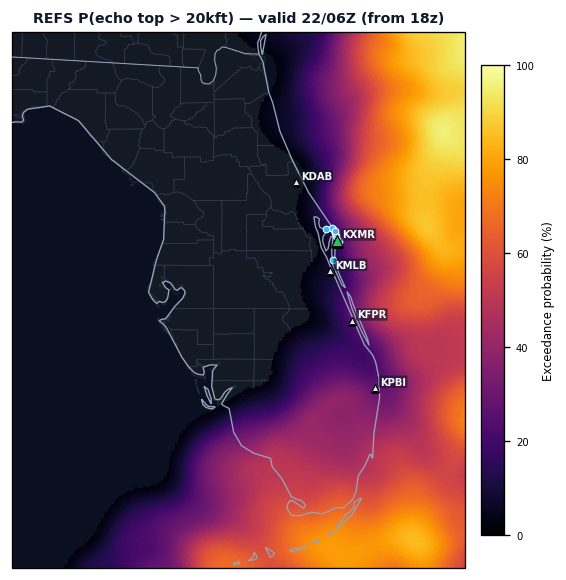 REFS P(echo top > 20kft) — valid 22/06Z (from 18z)
KDAB
KXMR
KMLB
KFPR
KPBI
100
80
60
40
20
0
Exceedance probability (%)